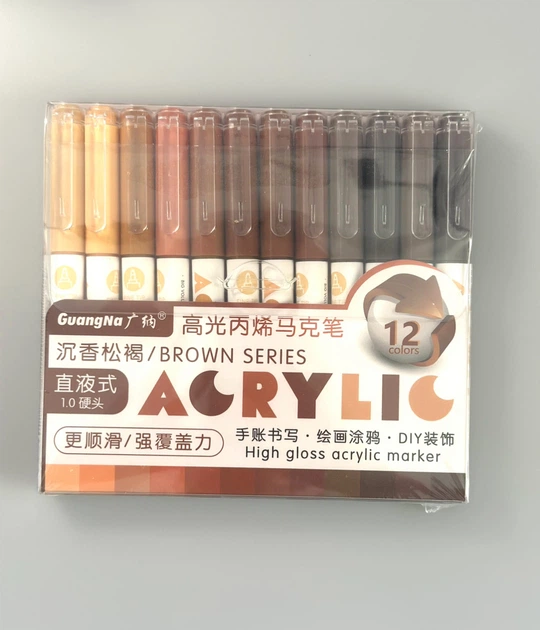 GuangNa广纳®
高光丙烯马克笔
12
colors
沉香松褐/BROWN SERIES
直液式
1.0 硬头
ACRYLIC
更顺滑/强覆盖力
手账书写·绘画涂鸦·DIY装饰
High gloss acrylic marker